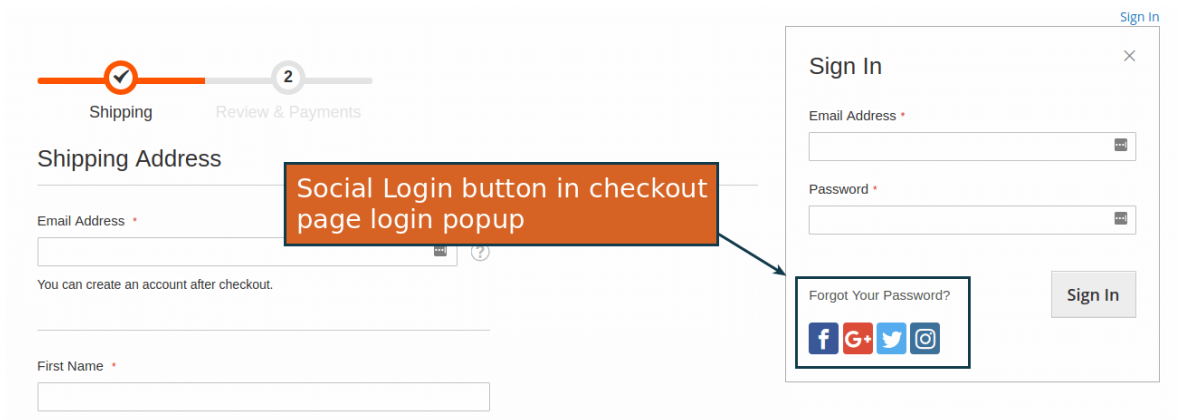 Sign In
2
Shipping
Review & Payments
Shipping Address
Email Address *
?
You can create an account after checkout.
First Name *
Social Login button in checkout
page login popup
Sign In
×
Email Address *
Password *
Forgot Your Password?
Sign In
f G+